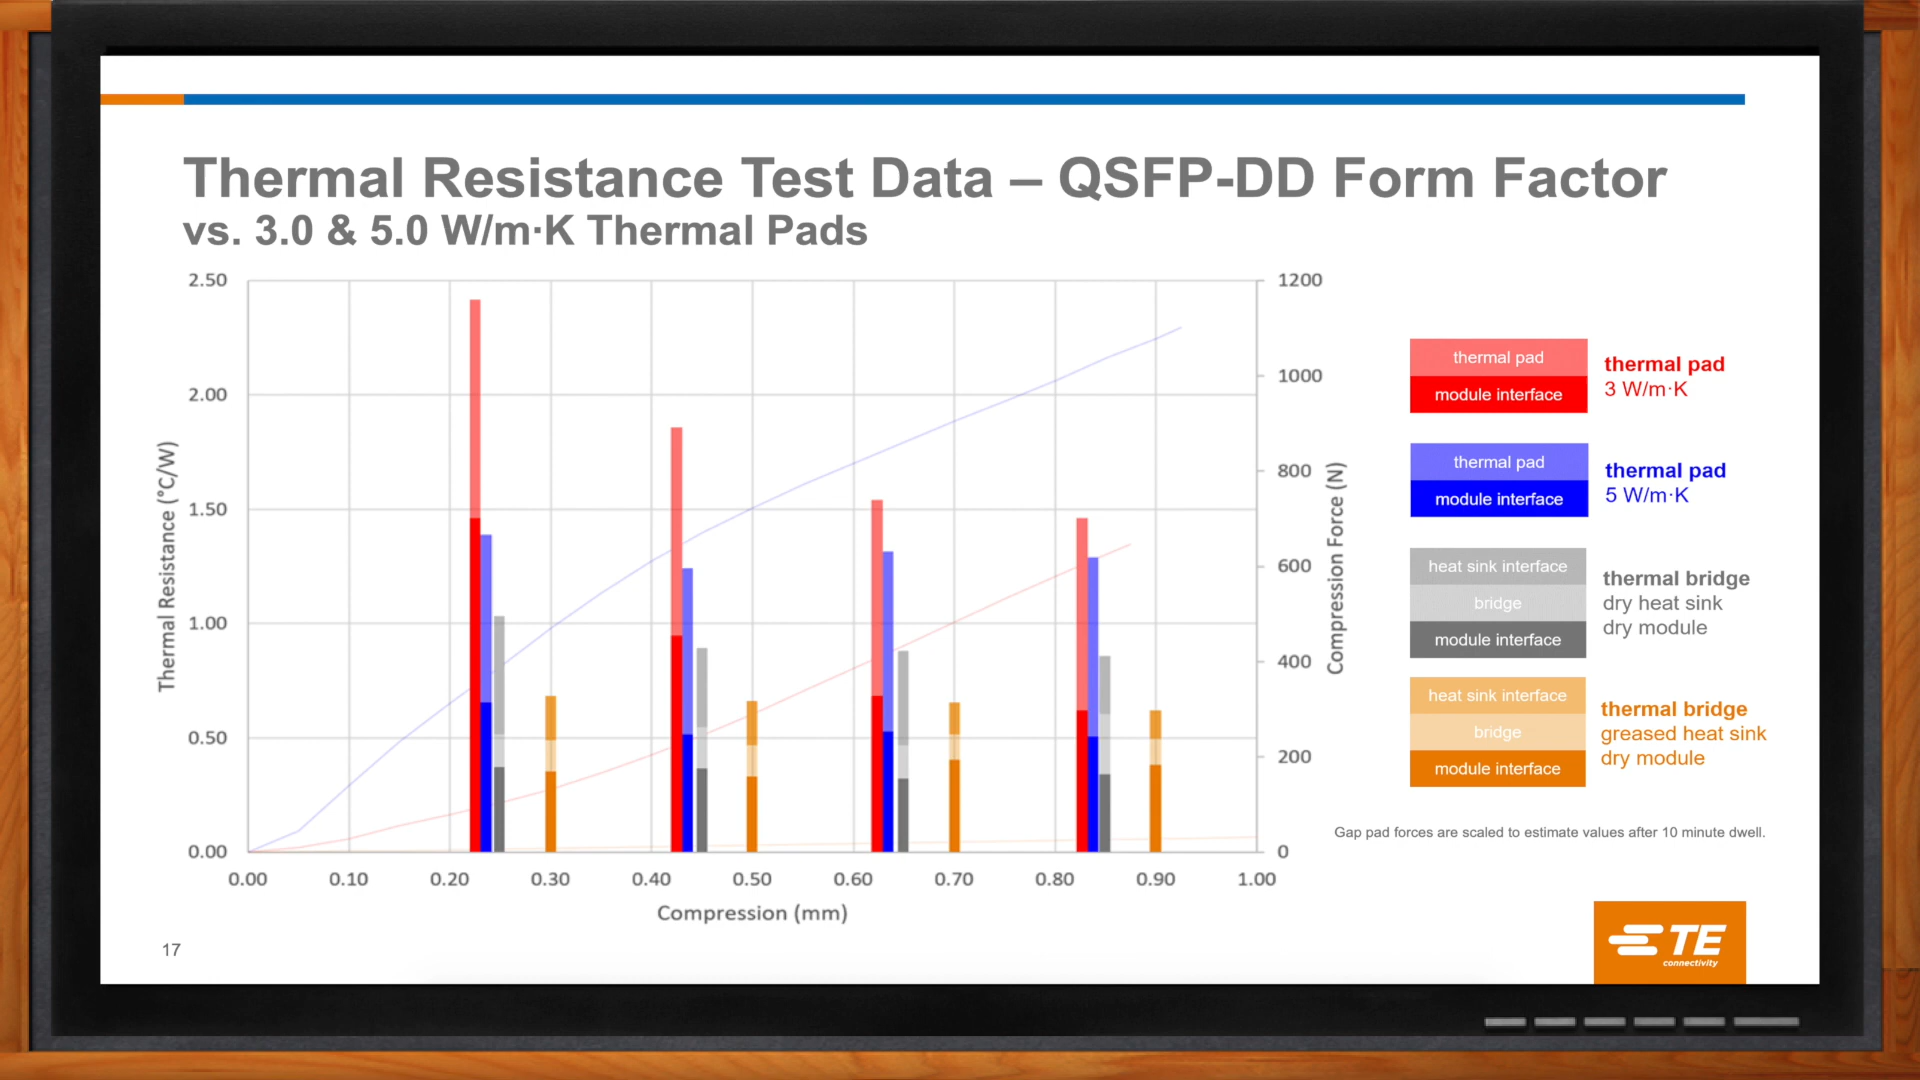 Thermal Resistance Test Data – QSFP-DD Form Factor
vs. 3.0 & 5.0 W/m·K Thermal Pads
2.50
2.00
1.50
1.00
0.50
0.00
Thermal Resistance (°C/W)
1200
1000
800
600
400
200
0
Compression Force (N)
0.00 0.10 0.20 0.30 0.40 0.50 0.60 0.70 0.80 0.90 1.00
Compression (mm)
thermal pad
module interface
thermal pad
3 W/m·K
thermal pad
module interface
thermal pad
5 W/m·K
heat sink interface
bridge
module interface
thermal bridge
dry heat sink
dry module
heat sink interface
bridge
module interface
thermal bridge
greased heat sink
dry module
Gap pad forces are scaled to estimate values after 10 minute dwell.
17
TE
connectivity